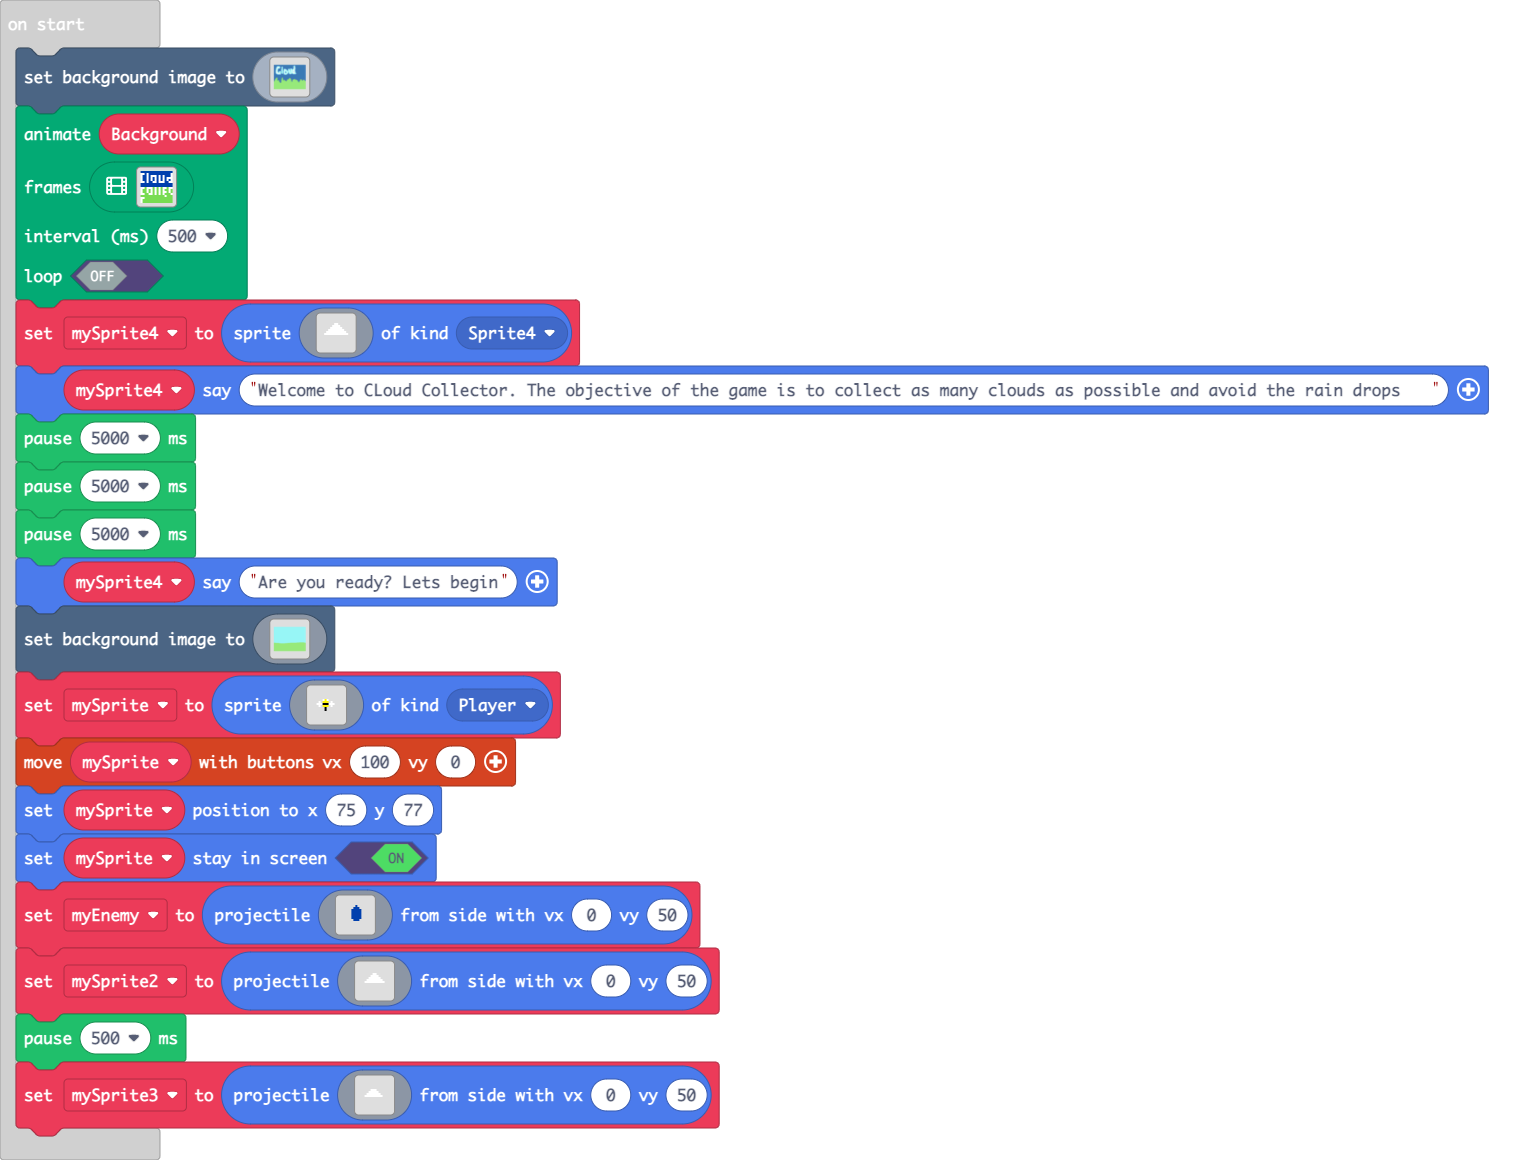 on start
set background image to Cloud
animate Background
frames Cloud
interval (ms) 500
loop OFF
set mySprite4 to sprite of kind Sprite4
mySprite4 say "Welcome to CLoud Collector. The objective of the game is to collect as many clouds as possible and avoid the rain drops "
pause 5000 ms
pause 5000 ms
pause 5000 ms
mySprite4 say "Are you ready? Lets begin"
set background image to
set mySprite to sprite of kind Player
move mySprite with buttons vx 100 vy 0
set mySprite position to x 75 y 77
set mySprite stay in screen ON
set myEnemy to projectile from side with vx 0 vy 50
set mySprite2 to projectile from side with vx 0 vy 50
pause 500 ms
set mySprite3 to projectile from side with vx 0 vy 50